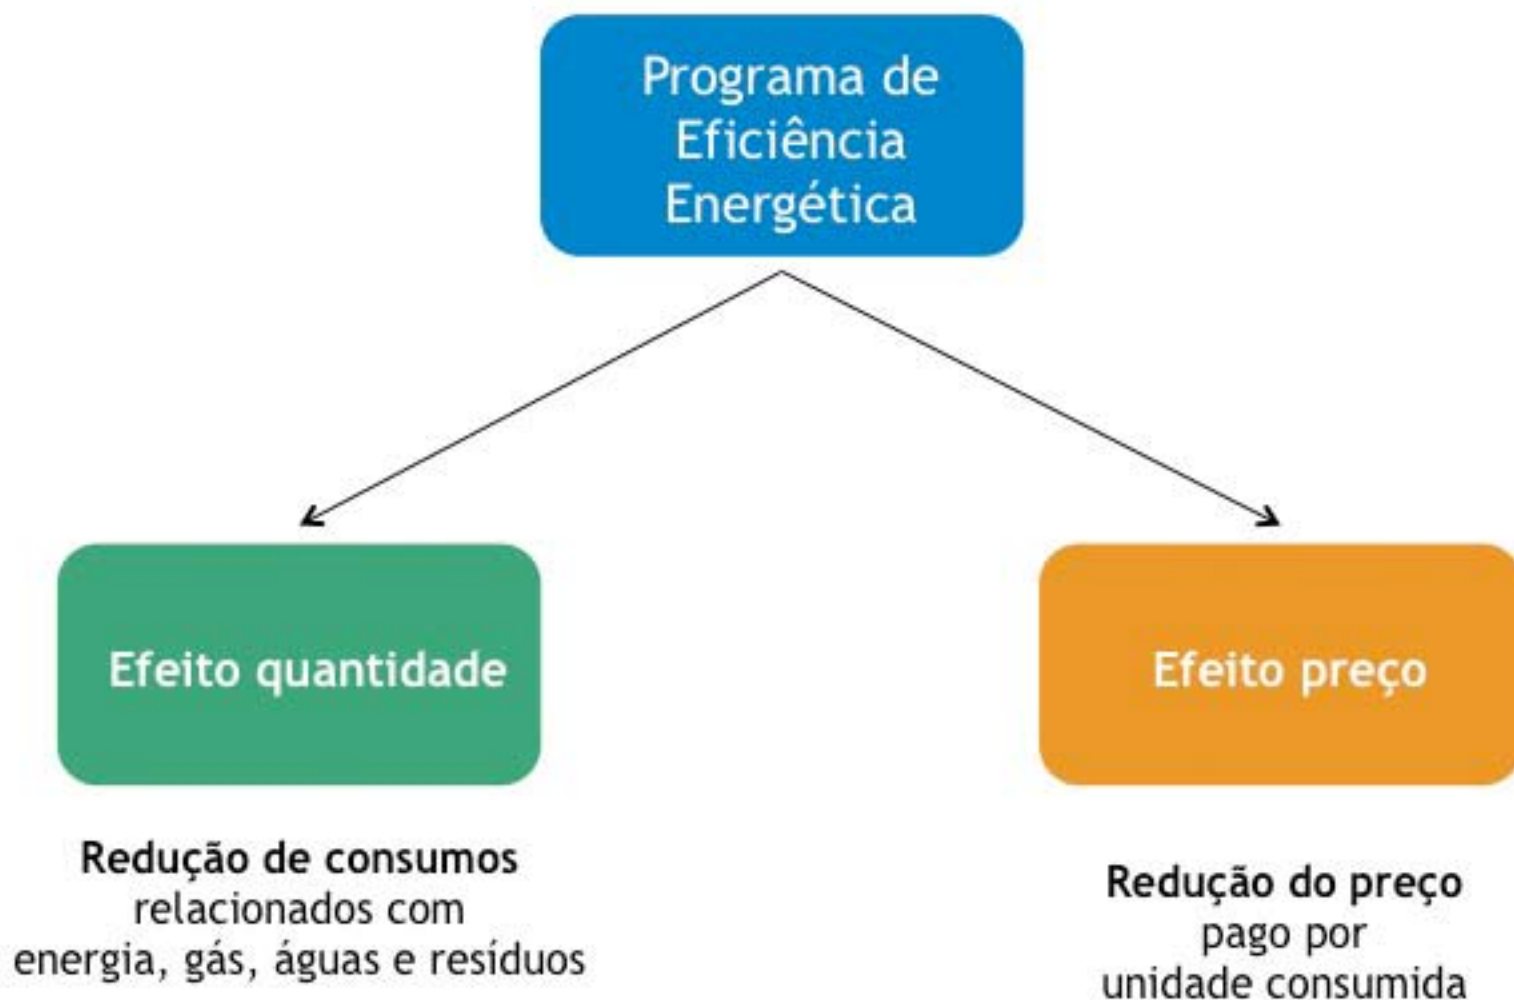 Programa de
Eficiência
Energética
Efeito quantidade
Efeito preço
Redução de consumos
relacionados com
energia, gás, águas e resíduos
Redução do preço
pago por
unidade consumida